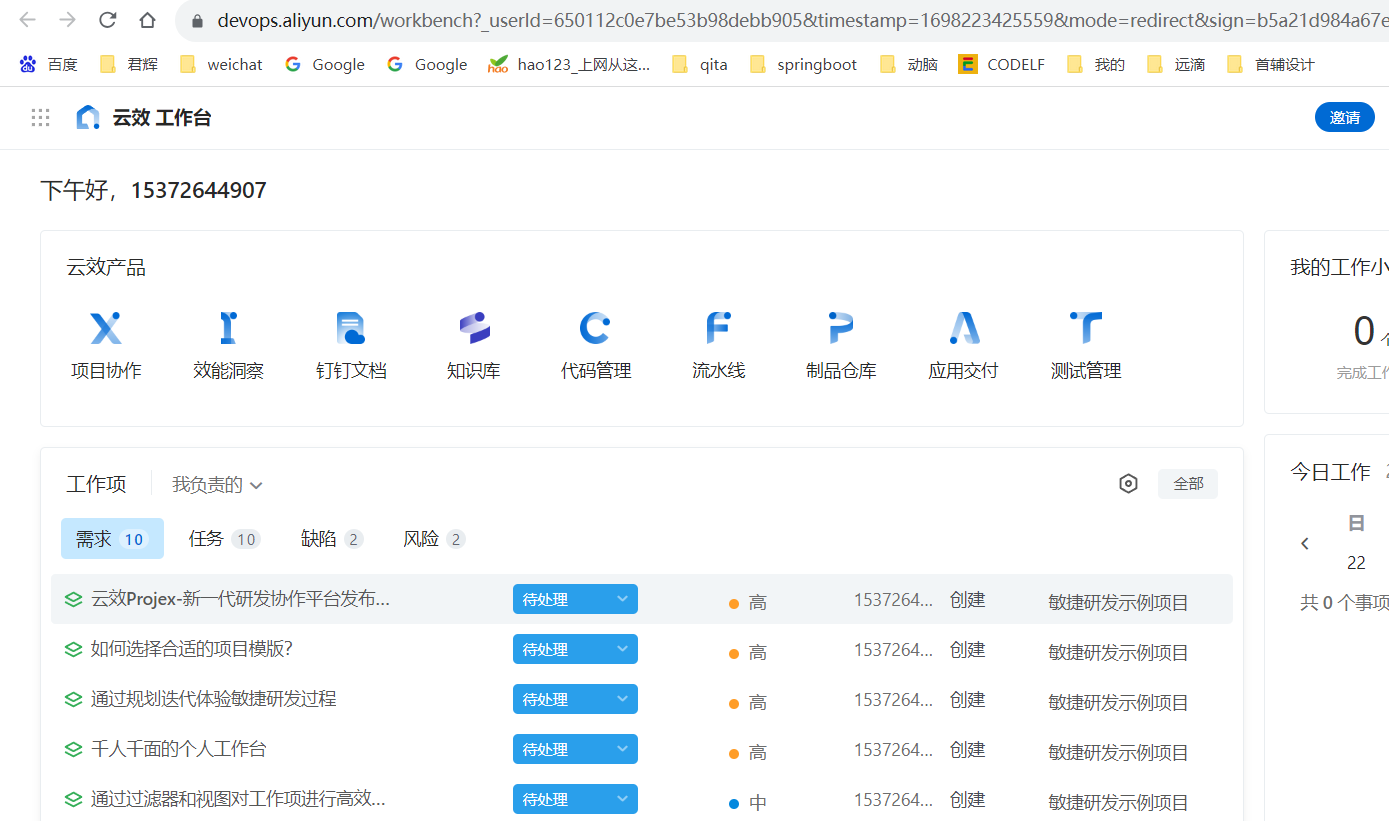 devops.aliyun.com/workbench?_userId=650112c0e7be53b98debb905&timestamp=1698223425559&mode=redirect&sign=b5a21d984a67e
百度 君辉 weichat Google Google hao123_上网从这... qita springboot 动脑 CODELF 我的 远滴 首辅设计
云效 工作台 邀请
下午好，15372644907
云效产品
项目协作 效能洞察 钉钉文档 知识库 代码管理 流水线 制品仓库 应用交付 测试管理
工作项 我负责的 全部
需求 10 任务 10 缺陷 2 风险 2
云效Projex-新一代研发协作平台发布... 待处理 高 1537264... 创建 敏捷研发示例项目
如何选择合适的项目模版? 待处理 高 1537264... 创建 敏捷研发示例项目
通过规划迭代体验敏捷研发过程 待处理 高 1537264... 创建 敏捷研发示例项目
千人千面的个人工作台 待处理 高 1537264... 创建 敏捷研发示例项目
通过过滤器和视图对工作项进行高效... 待处理 中 1537264... 创建 敏捷研发示例项目
我的工作小
0
完成工作
今日工作
日
22
共 0 个事项